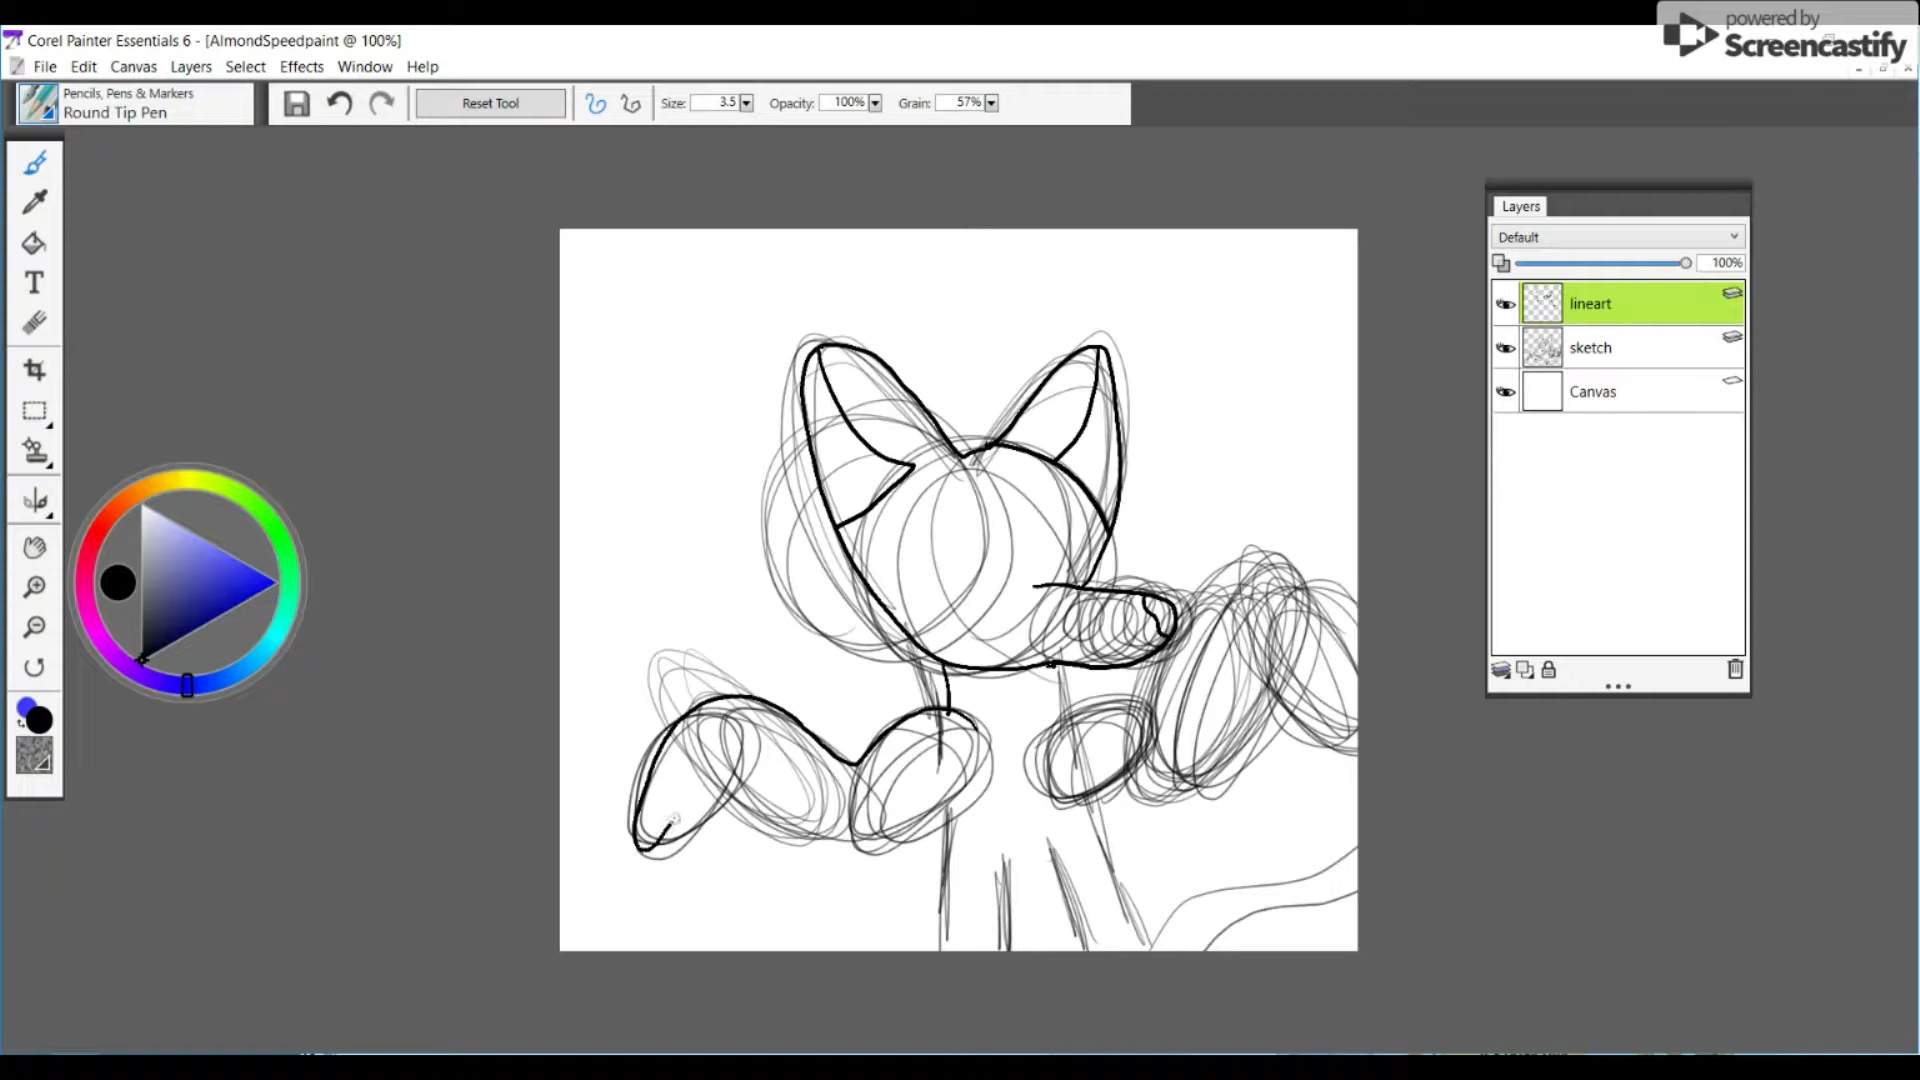 powered by
Screencastify
Corel Painter Essentials 6 - [AlmondSpeedpaint @ 100%]
File Edit Canvas Layers Select Effects Window Help
Pencils, Pens & Markers
Round Tip Pen
Reset Tool
Size: 3.5
Opacity: 100%
Grain: 57%
Layers
Default
100%
lineart
sketch
Canvas